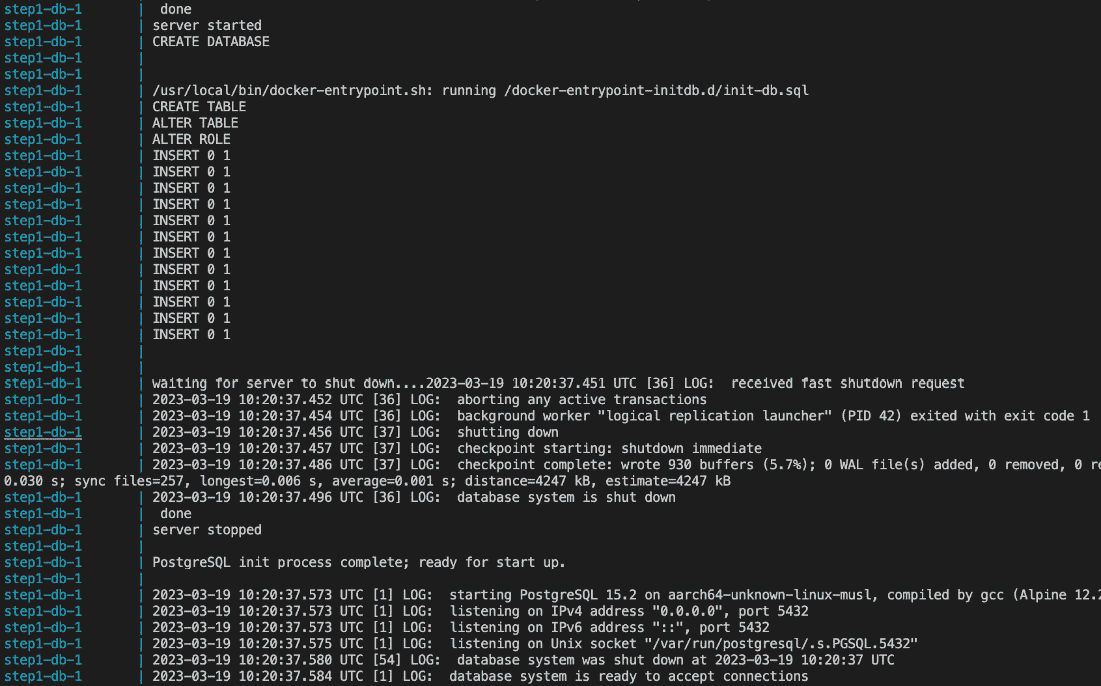 step1-db-1 | done
step1-db-1 | server started
step1-db-1 | CREATE DATABASE
step1-db-1 |
step1-db-1 |
step1-db-1 | /usr/local/bin/docker-entrypoint.sh: running /docker-entrypoint-initdb.d/init-db.sql
step1-db-1 | CREATE TABLE
step1-db-1 | ALTER TABLE
step1-db-1 | ALTER ROLE
step1-db-1 | INSERT 0 1
step1-db-1 | INSERT 0 1
step1-db-1 | INSERT 0 1
step1-db-1 | INSERT 0 1
step1-db-1 | INSERT 0 1
step1-db-1 | INSERT 0 1
step1-db-1 | INSERT 0 1
step1-db-1 | INSERT 0 1
step1-db-1 | INSERT 0 1
step1-db-1 | INSERT 0 1
step1-db-1 | INSERT 0 1
step1-db-1 | INSERT 0 1
step1-db-1 |
step1-db-1 |
step1-db-1 | waiting for server to shut down....2023-03-19 10:20:37.451 UTC [36] LOG:  received fast shutdown request
step1-db-1 | 2023-03-19 10:20:37.452 UTC [36] LOG:  aborting any active transactions
step1-db-1 | 2023-03-19 10:20:37.454 UTC [36] LOG:  background worker "logical replication launcher" (PID 42) exited with exit code 1
step1-db-1 | 2023-03-19 10:20:37.456 UTC [37] LOG:  shutting down
step1-db-1 | 2023-03-19 10:20:37.457 UTC [37] LOG:  checkpoint starting: shutdown immediate
step1-db-1 | 2023-03-19 10:20:37.486 UTC [37] LOG:  checkpoint complete: wrote 930 buffers (5.7%); 0 WAL file(s) added, 0 removed, 0 re
0.030 s; sync files=257, longest=0.006 s, average=0.001 s; distance=4247 kB, estimate=4247 kB
step1-db-1 | 2023-03-19 10:20:37.496 UTC [36] LOG:  database system is shut down
step1-db-1 | done
step1-db-1 | server stopped
step1-db-1 |
step1-db-1 | PostgreSQL init process complete; ready for start up.
step1-db-1 |
step1-db-1 | 2023-03-19 10:20:37.573 UTC [1] LOG:  starting PostgreSQL 15.2 on aarch64-unknown-linux-musl, compiled by gcc (Alpine 12.2
step1-db-1 | 2023-03-19 10:20:37.573 UTC [1] LOG:  listening on IPv4 address "0.0.0.0", port 5432
step1-db-1 | 2023-03-19 10:20:37.573 UTC [1] LOG:  listening on IPv6 address "::", port 5432
step1-db-1 | 2023-03-19 10:20:37.575 UTC [1] LOG:  listening on Unix socket "/var/run/postgresql/.s.PGSQL.5432"
step1-db-1 | 2023-03-19 10:20:37.580 UTC [54] LOG:  database system was shut down at 2023-03-19 10:20:37 UTC
step1-db-1 | 2023-03-19 10:20:37.584 UTC [1] LOG:  database system is ready to accept connections